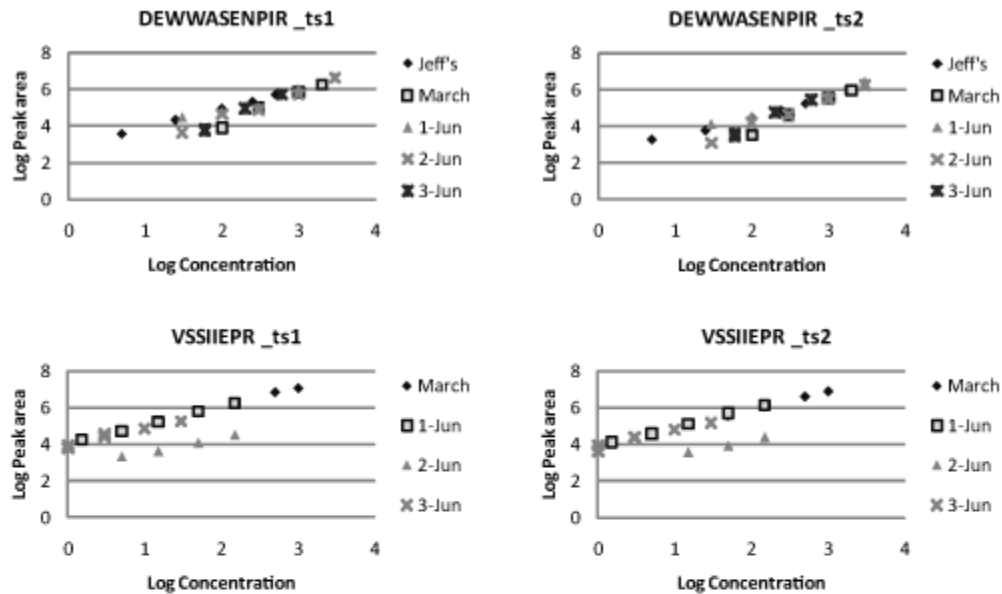 DEWWASENPIR _ts1
8
6
4
2
0
Log Peak area
0 1 2 3 4
Log Concentration
Jeff's
March
1-Jun
2-Jun
3-Jun
DEWWASENPIR _ts2
8
6
4
2
0
Log Peak area
0 1 2 3 4
Log Concentration
Jeff's
March
1-Jun
2-Jun
3-Jun
VSSIIEPR _ts1
8
6
4
2
0
Log Peak area
0 1 2 3 4
Log Concentration
March
1-Jun
2-Jun
3-Jun
VSSIIEPR _ts2
8
6
4
2
0
Log Peak area
0 1 2 3 4
Log Concentration
March
1-Jun
2-Jun
3-Jun